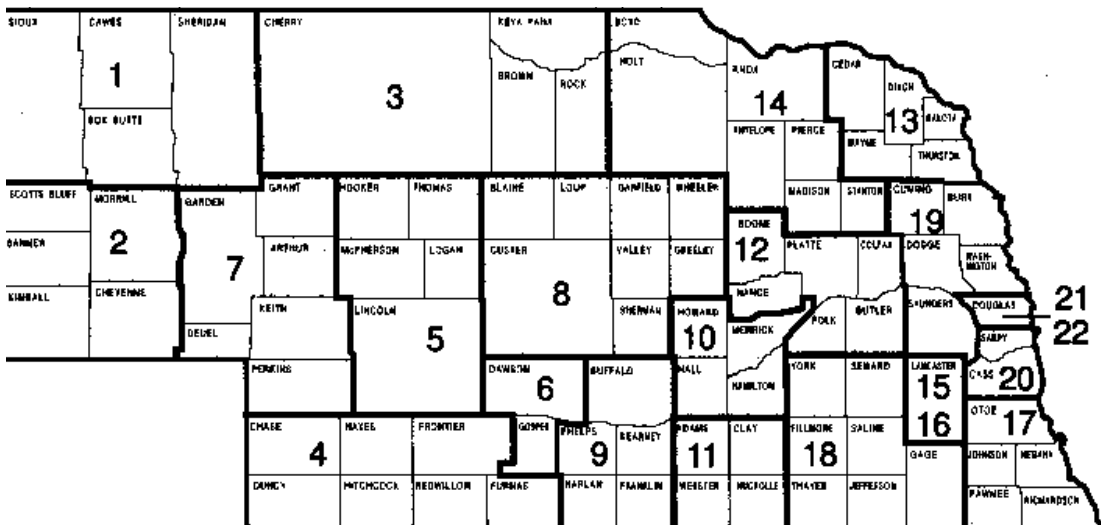 SIOUX
DAWES
SHERIDAN
CHERRY
KEYA PAHA
BOYD
1
BOX BUTTE
3
BROWN
ROCK
HOLT
KNOX
14
CEDAR
DIXON
13
DAKOTA
ANTELOPE
PIERCE
WAYNE
THURSTON
SCOTTS BLUFF
MORRILL
GARDEN
GRANT
HOOKER
THOMAS
BLAINE
LOUP
GARFIELD
WHEELER
MADISON
STANTON
CUMING
BURT
19
BANNER
2
7
ARTHUR
McPHERSON
LOGAN
CUSTER
VALLEY
GREELEY
BOONE
12
PLATTE
COLFAX
DODGE
WASH-
INGTON
KIMBALL
CHEYENNE
DEUEL
KEITH
LINCOLN
5
8
SHERMAN
HOWARD
10
NANCE
MERRICK
POLK
BUTLER
SAUNDERS
DOUGLAS
21
22
SARPY
PERKINS
DAWSON
6
BUFFALO
HALL
HAMILTON
YORK
SEWARD
LANCASTER
15
16
CASS
20
OTOE
17
CHASE
HAYES
FRONTIER
4
GOSPER
PHELPS
9
KEARNEY
ADAMS
CLAY
11
FILLMORE
18
SALINE
GAGE
JOHNSON
NEMAHA
DUNDY
HITCHCOCK
REDWILLOW
FURNAS
HARLAN
FRANKLIN
WEBSTER
NUCKOLLS
THAYER
JEFFERSON
PAWNEE
RICHARDSON